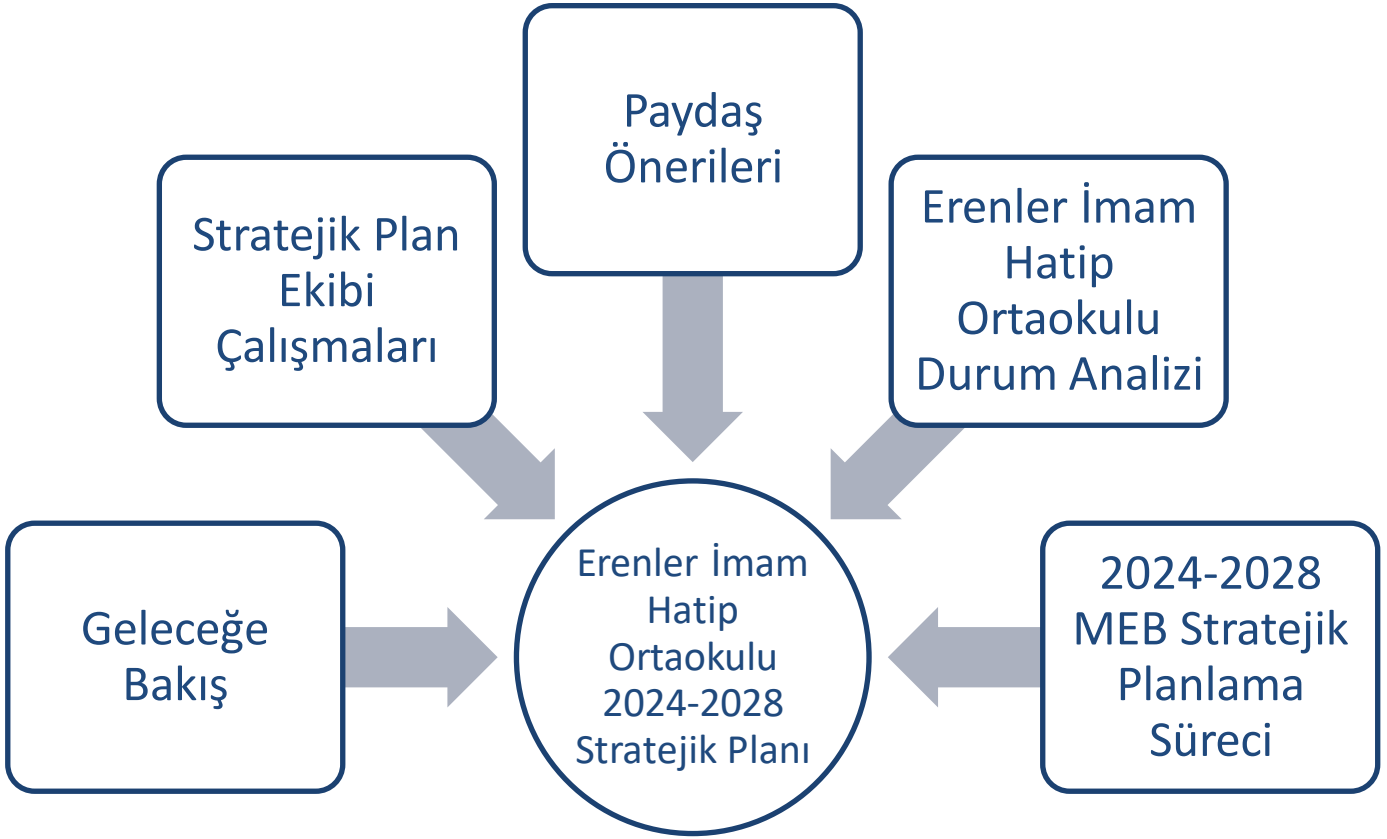 Paydaş
Önerileri
Stratejik Plan
Ekibi
Çalışmaları
Erenler İmam
Hatip
Ortaokulu
Durum Analizi
Geleceğe
Bakış
Erenler İmam
Hatip
Ortaokulu
2024-2028
Stratejik Planı
2024-2028
MEB Stratejik
Planlama
Süreci